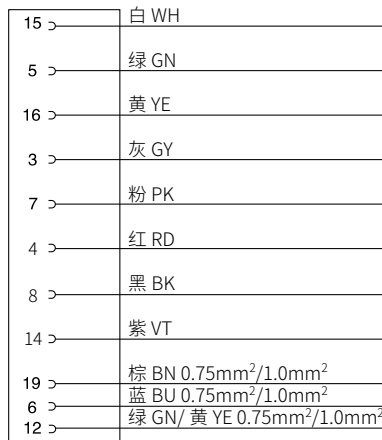 15 白 WH
5 绿 GN
16 黄 YE
3 灰 GY
7 粉 PK
4 红 RD
8 黑 BK
14 紫 VT
19 棕 BN 0.75mm²/1.0mm²
6 蓝 BU 0.75mm²/1.0mm²
12 绿 GN/ 黄 YE 0.75mm²/1.0mm²